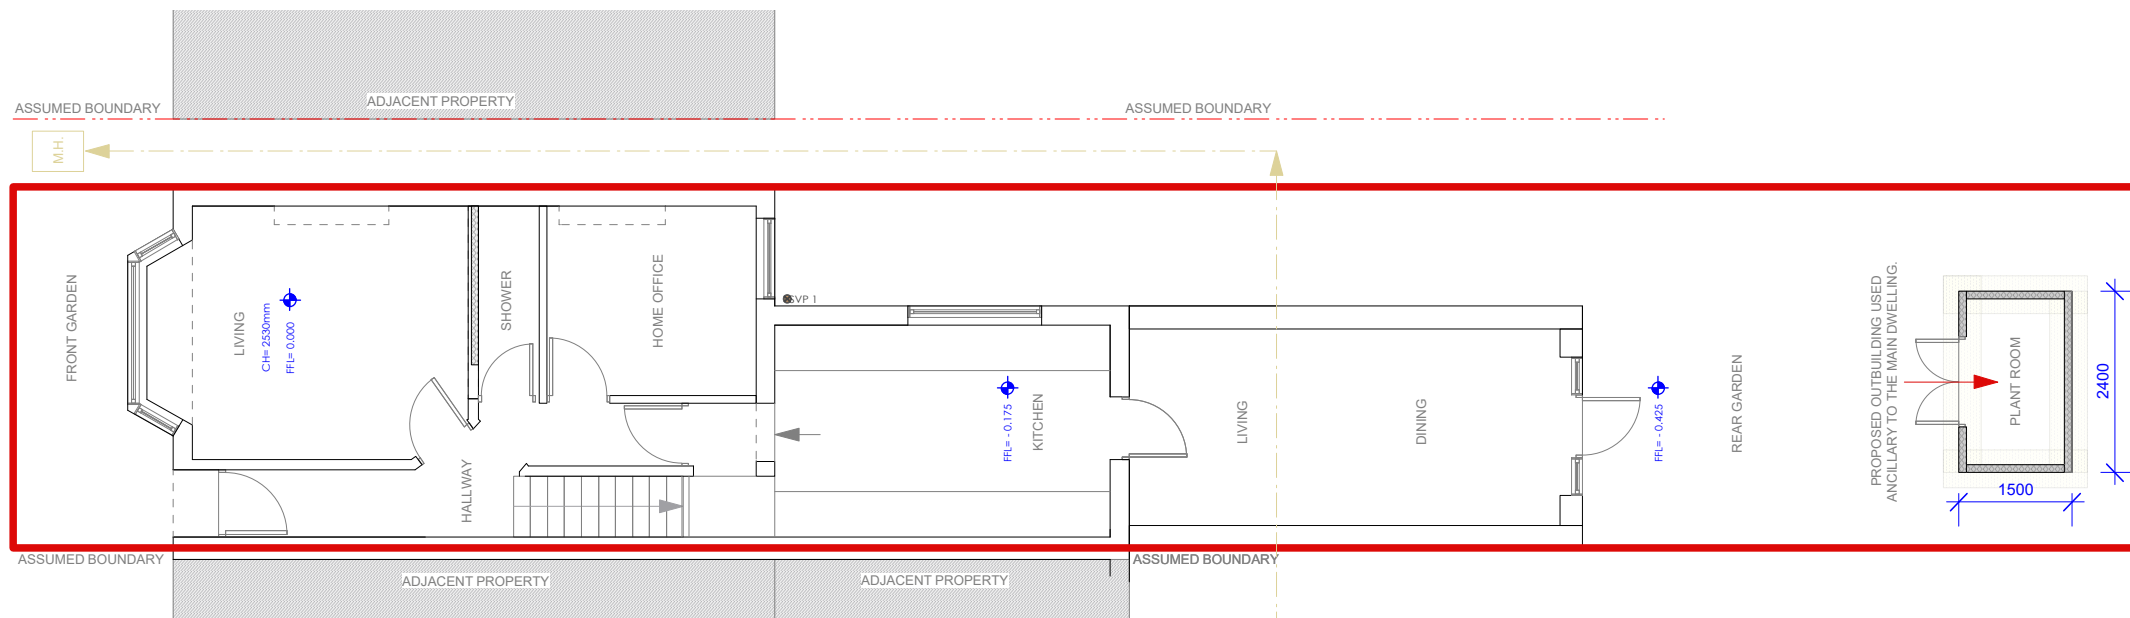 ADJACENT PROPERTY
ASSUMED BOUNDARY
ASSUMED BOUNDARY
M.H.
FRONT GARDEN
LIVING
CH= 2530mm
FFL= 0.000
SHOWER
HOME OFFICE
SVP 1
HALLWAY
FFL= - 0.175
KITCHEN
LIVING
DINING
FFL= - 0.425
REAR GARDEN
PROPOSED OUTBUILDING USED
ANCILLARY TO THE MAIN DWELLING.
PLANT ROOM
2400
1500
ASSUMED BOUNDARY
ASSUMED BOUNDARY
ADJACENT PROPERTY
ADJACENT PROPERTY